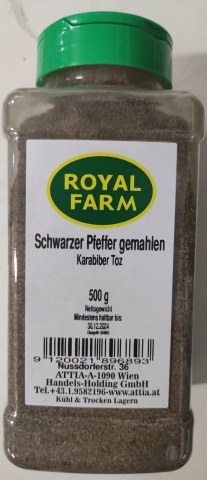 ROYAL
FARM
Schwarzer Pfeffer gemahlen
Karabiber Toz
500 g
Nettogewicht
Mindestens haltbar bis:
30.12.2024
9 120021 896893
Nussdorferstr. 36
ATTIA-A-1090 Wien
Handels-Holding GmbH
Tel.+43.1.9582196-www.attia.at
Kühl & Trocken Lagern